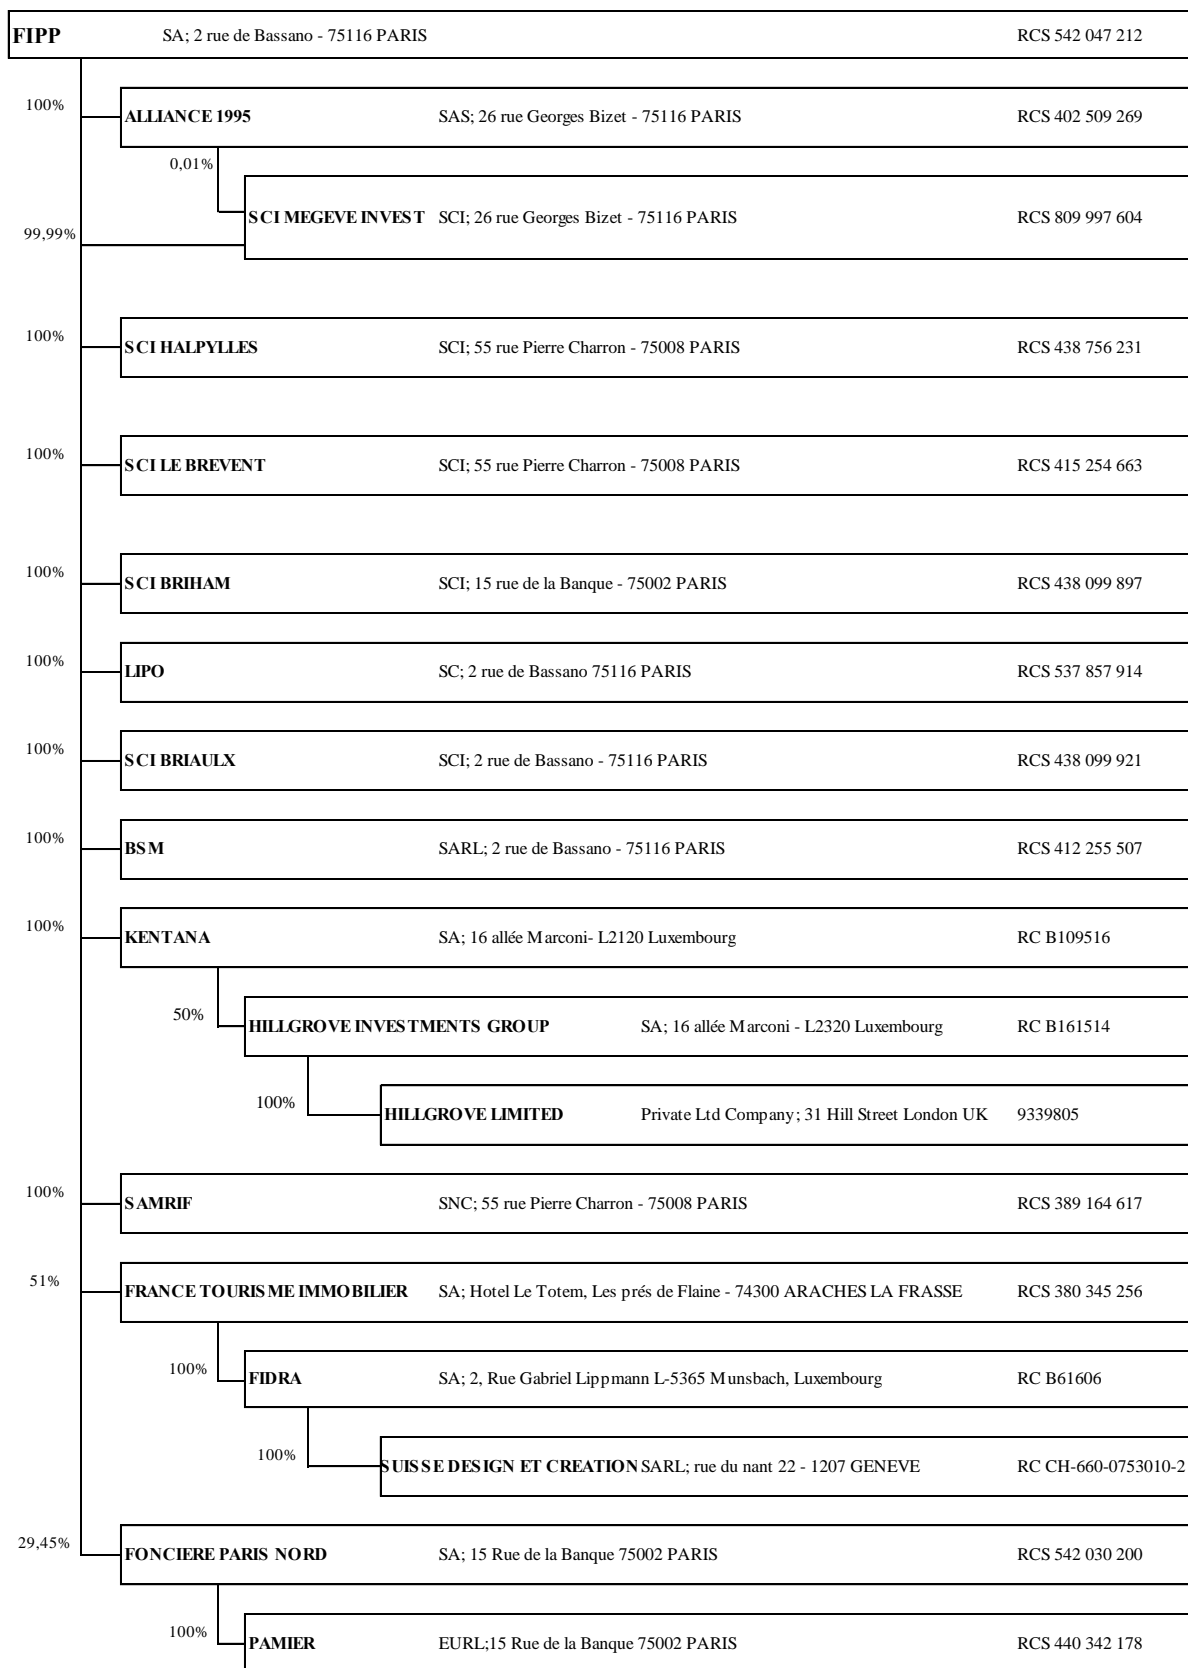 FIPP SA; 2 rue de Bassano - 75116 PARIS RCS 542 047 212
100%
ALLIANCE 1995 SAS; 26 rue Georges Bizet - 75116 PARIS RCS 402 509 269
0,01%
SCI MEGEVE INVEST SCI; 26 rue Georges Bizet - 75116 PARIS RCS 809 997 604
99,99%
100%
SCI HALPYLLES SCI; 55 rue Pierre Charron - 75008 PARIS RCS 438 756 231
100%
SCI LE BREVENT SCI; 55 rue Pierre Charron - 75008 PARIS RCS 415 254 663
100%
SCI BRIHAM SCI; 15 rue de la Banque - 75002 PARIS RCS 438 099 897
100%
LIPO SC; 2 rue de Bassano 75116 PARIS RCS 537 857 914
100%
SCI BRIAULX SCI; 2 rue de Bassano - 75116 PARIS RCS 438 099 921
100%
BSM SARL; 2 rue de Bassano - 75116 PARIS RCS 412 255 507
100%
KENTANA SA; 16 allée Marconi- L2120 Luxembourg RC B109516
50%
HILLGROVE INVESTMENTS GROUP SA; 16 allée Marconi - L2320 Luxembourg RC B161514
100%
HILLGROVE LIMITED Private Ltd Company; 31 Hill Street London UK 9339805
100%
SAMRIF SNC; 55 rue Pierre Charron - 75008 PARIS RCS 389 164 617
51%
FRANCE TOURISME IMMOBILIER SA; Hotel Le Totem, Les prés de Flaine - 74300 ARACHES LA FRASSE RCS 380 345 256
100%
FIDRA SA; 2, Rue Gabriel Lippmann L-5365 Munsbach, Luxembourg RC B61606
100%
SUISSE DESIGN ET CREATION SARL; rue du nant 22 - 1207 GENEVE RC CH-660-0753010-2
29,45%
FONCIERE PARIS NORD SA; 15 Rue de la Banque 75002 PARIS RCS 542 030 200
100%
PAMIER EURL;15 Rue de la Banque 75002 PARIS RCS 440 342 178